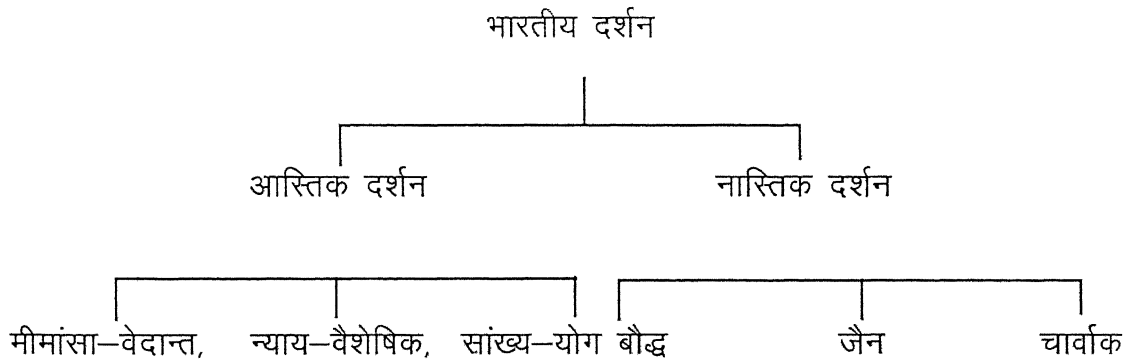 भारतीय दर्शन
आस्तिक दर्शन नास्तिक दर्शन
मीमांसा–वेदान्त, न्याय–वैशेषिक, सांख्य–योग बौद्ध जैन चार्वाक